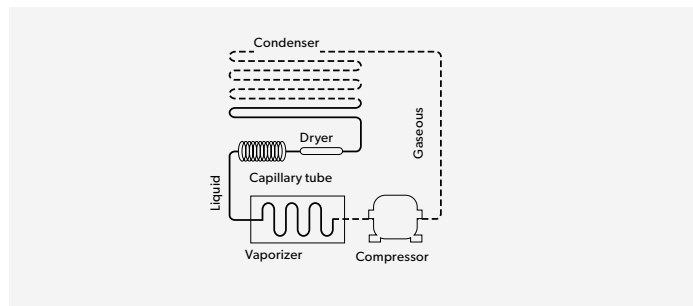 Condenser
Gaseous
Dryer
Capillary tube
Liquid
Vaporizer
Compressor